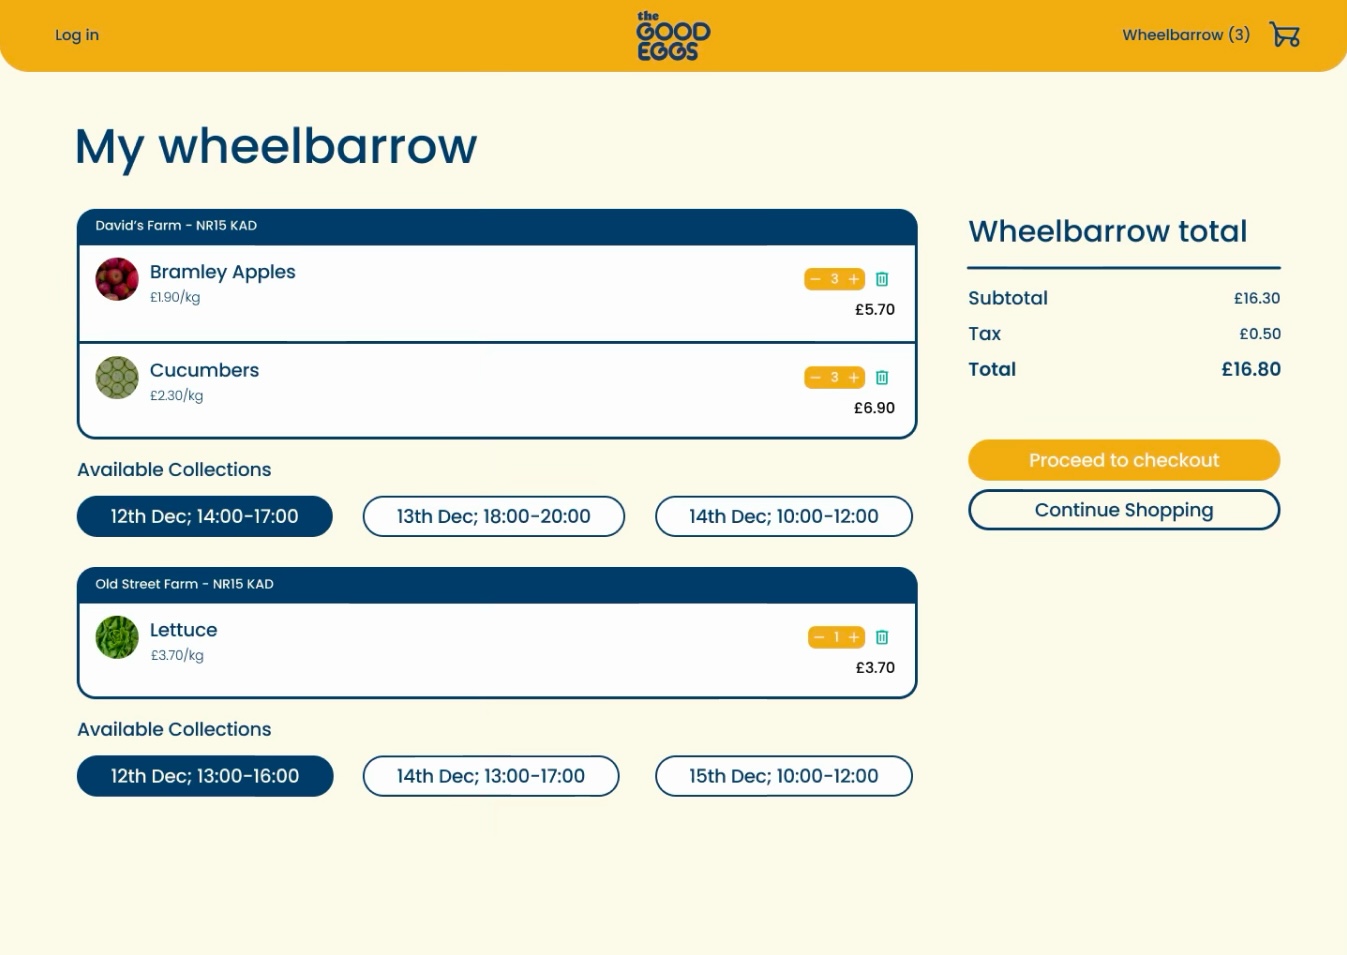 Log in
the
GOOD
EGGS
Wheelbarrow (3)
My wheelbarrow
David's Farm - NR15 KAD
Bramley Apples
£1.90/kg
− 3 +
£5.70
Cucumbers
£2.30/kg
− 3 +
£6.90
Available Collections
12th Dec; 14:00-17:00
13th Dec; 18:00-20:00
14th Dec; 10:00-12:00
Old Street Farm - NR15 KAD
Lettuce
£3.70/kg
− 1 +
£3.70
Available Collections
12th Dec; 13:00-16:00
14th Dec; 13:00-17:00
15th Dec; 10:00-12:00
Wheelbarrow total
Subtotal £16.30
Tax £0.50
Total £16.80
Proceed to checkout
Continue Shopping